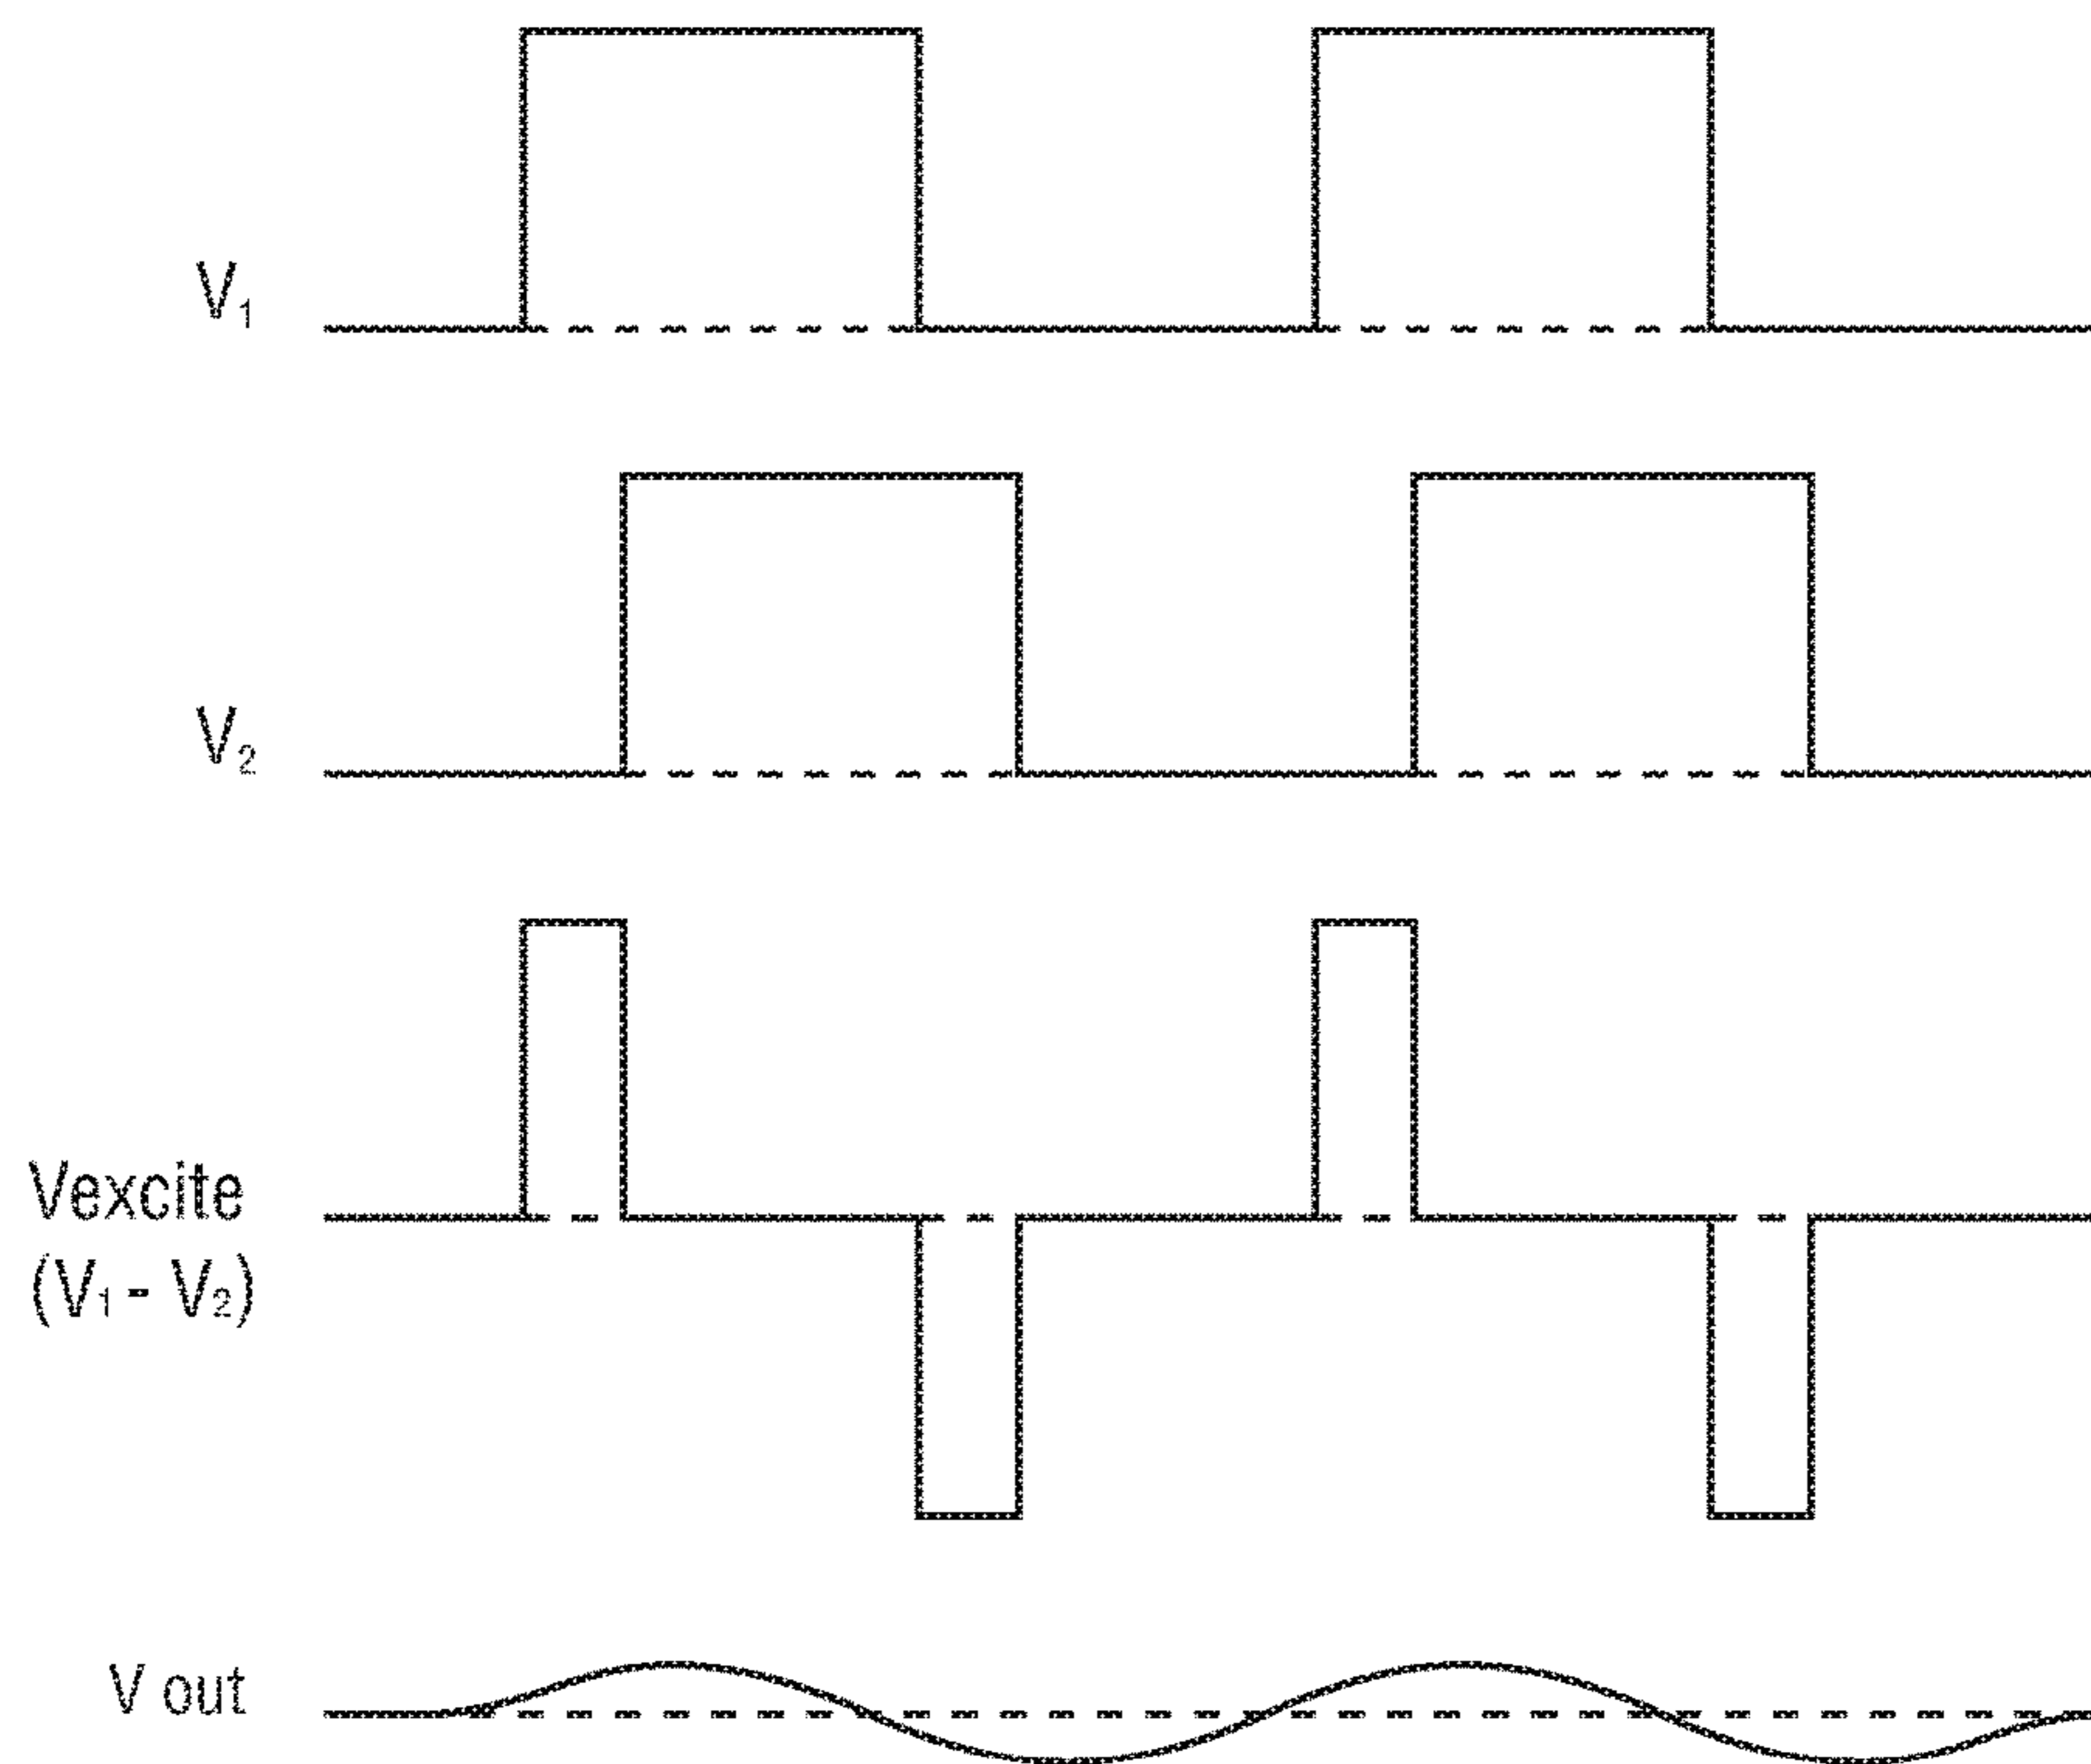 V₁
V₂
Vexcite
(V₁ - V₂)
V out